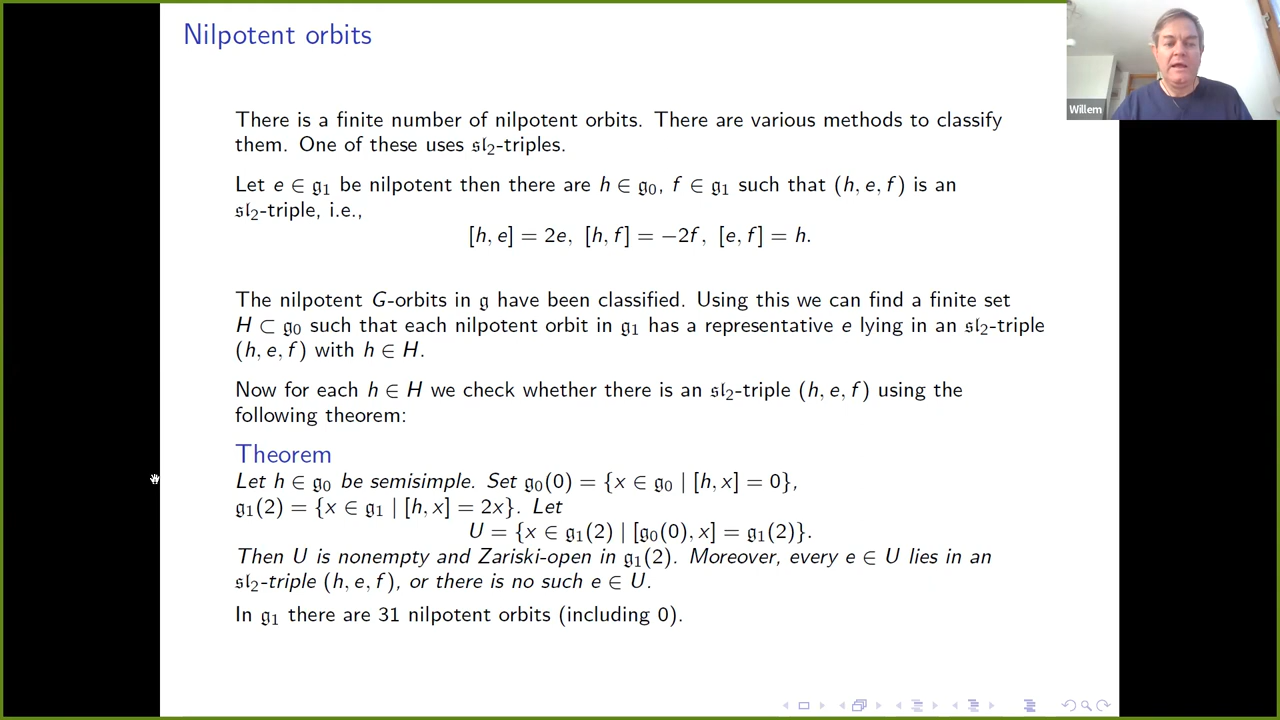 Nilpotent orbits
There is a finite number of nilpotent orbits. There are various methods to classify
them. One of these uses 𝔰𝔩₂-triples.
Let e ∈ 𝔤₁ be nilpotent then there are h ∈ 𝔤₀, f ∈ 𝔤₁ such that (h, e, f) is an
𝔰𝔩₂-triple, i.e.,
[h, e] = 2e, [h, f] = −2f, [e, f] = h.
The nilpotent G-orbits in 𝔤 have been classified. Using this we can find a finite set
H ⊂ 𝔤₀ such that each nilpotent orbit in 𝔤₁ has a representative e lying in an 𝔰𝔩₂-triple
(h, e, f) with h ∈ H.
Now for each h ∈ H we check whether there is an 𝔰𝔩₂-triple (h, e, f) using the
following theorem:
Theorem
Let h ∈ 𝔤₀ be semisimple. Set 𝔤₀(0) = {x ∈ 𝔤₀ | [h, x] = 0},
𝔤₁(2) = {x ∈ 𝔤₁ | [h, x] = 2x}. Let
U = {x ∈ 𝔤₁(2) | [𝔤₀(0), x] = 𝔤₁(2)}.
Then U is nonempty and Zariski-open in 𝔤₁(2). Moreover, every e ∈ U lies in an
𝔰𝔩₂-triple (h, e, f), or there is no such e ∈ U.
In 𝔤₁ there are 31 nilpotent orbits (including 0).
Willem